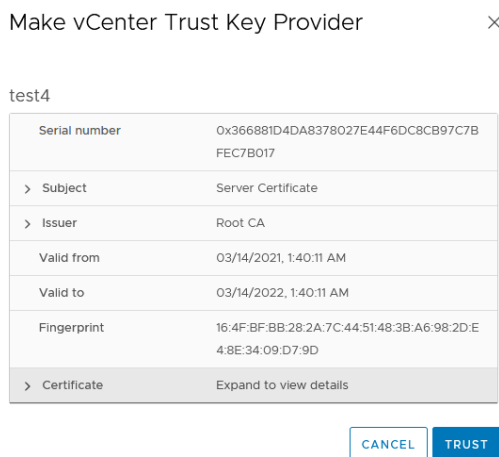 Make vCenter Trust Key Provider
test4
Serial number 0x366881D4DA8378027E44F6DC8CB97C7B
FEC7B017
Subject Server Certificate
Issuer Root CA
Valid from 03/14/2021, 1:40:11 AM
Valid to 03/14/2022, 1:40:11 AM
Fingerprint 16:4F:BF:BB:28:2A:7C:44:51:48:3B:A6:98:2D:E
4:8E:34:09:D7:9D
Certificate Expand to view details
CANCEL TRUST